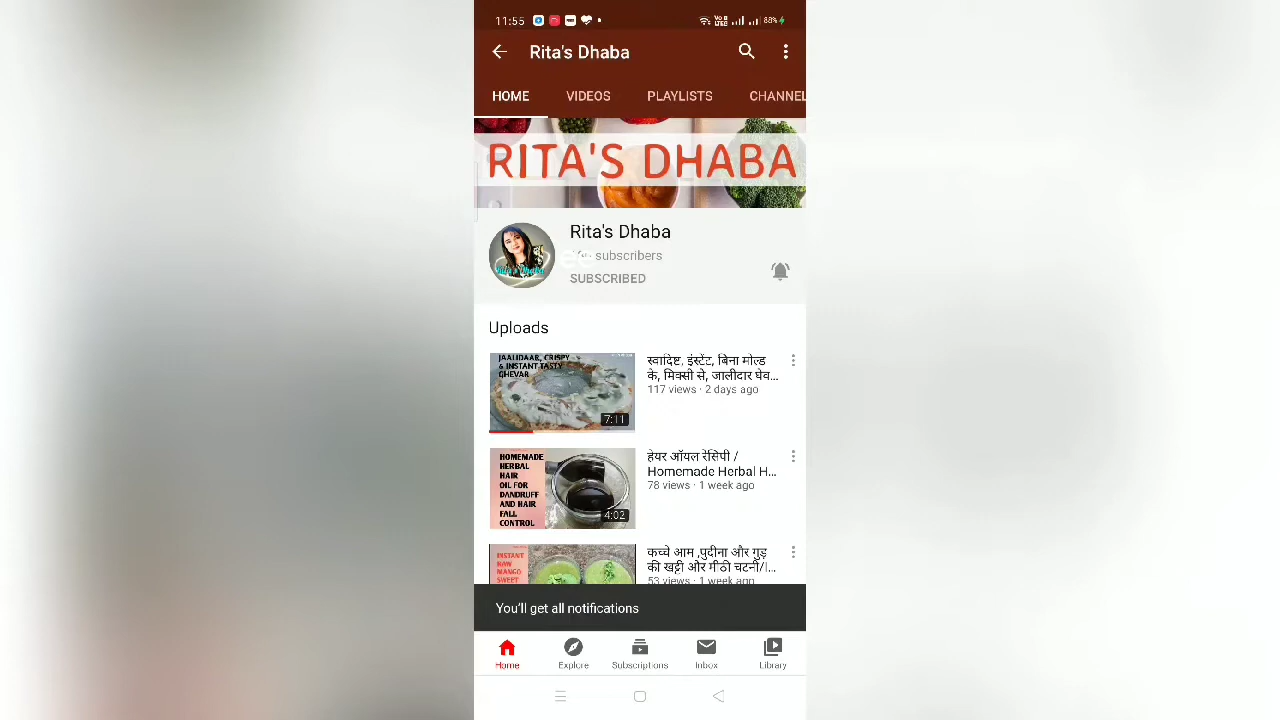 11:55
88%
Rita's Dhaba
HOME VIDEOS PLAYLISTS CHANNEL
RITA'S DHABA
Rita's Dhaba
subscribers
SUBSCRIBED
Uploads
JAALIDAAR, CRISPY
& INSTANT TASTY
GHEVAR
7:11
स्वादिष्ट, इंस्टेंट, बिना मोल्ड
के, मिक्सी से, जालीदार घेव...
117 views · 2 days ago
HOMEMADE
HERBAL
HAIR
OIL FOR
DANDRUFF
AND HAIR
FALL
CONTROL
4:02
हेयर ऑयल रेसिपी /
Homemade Herbal H...
78 views · 1 week ago
INSTANT
RAW
MANGO
SWEET
कच्चे आम ,पुदीना और गुड़
की खट्टी और मीठी चटनी/I...
53 views · 1 week ago
You'll get all notifications
Home Explore Subscriptions Inbox Library